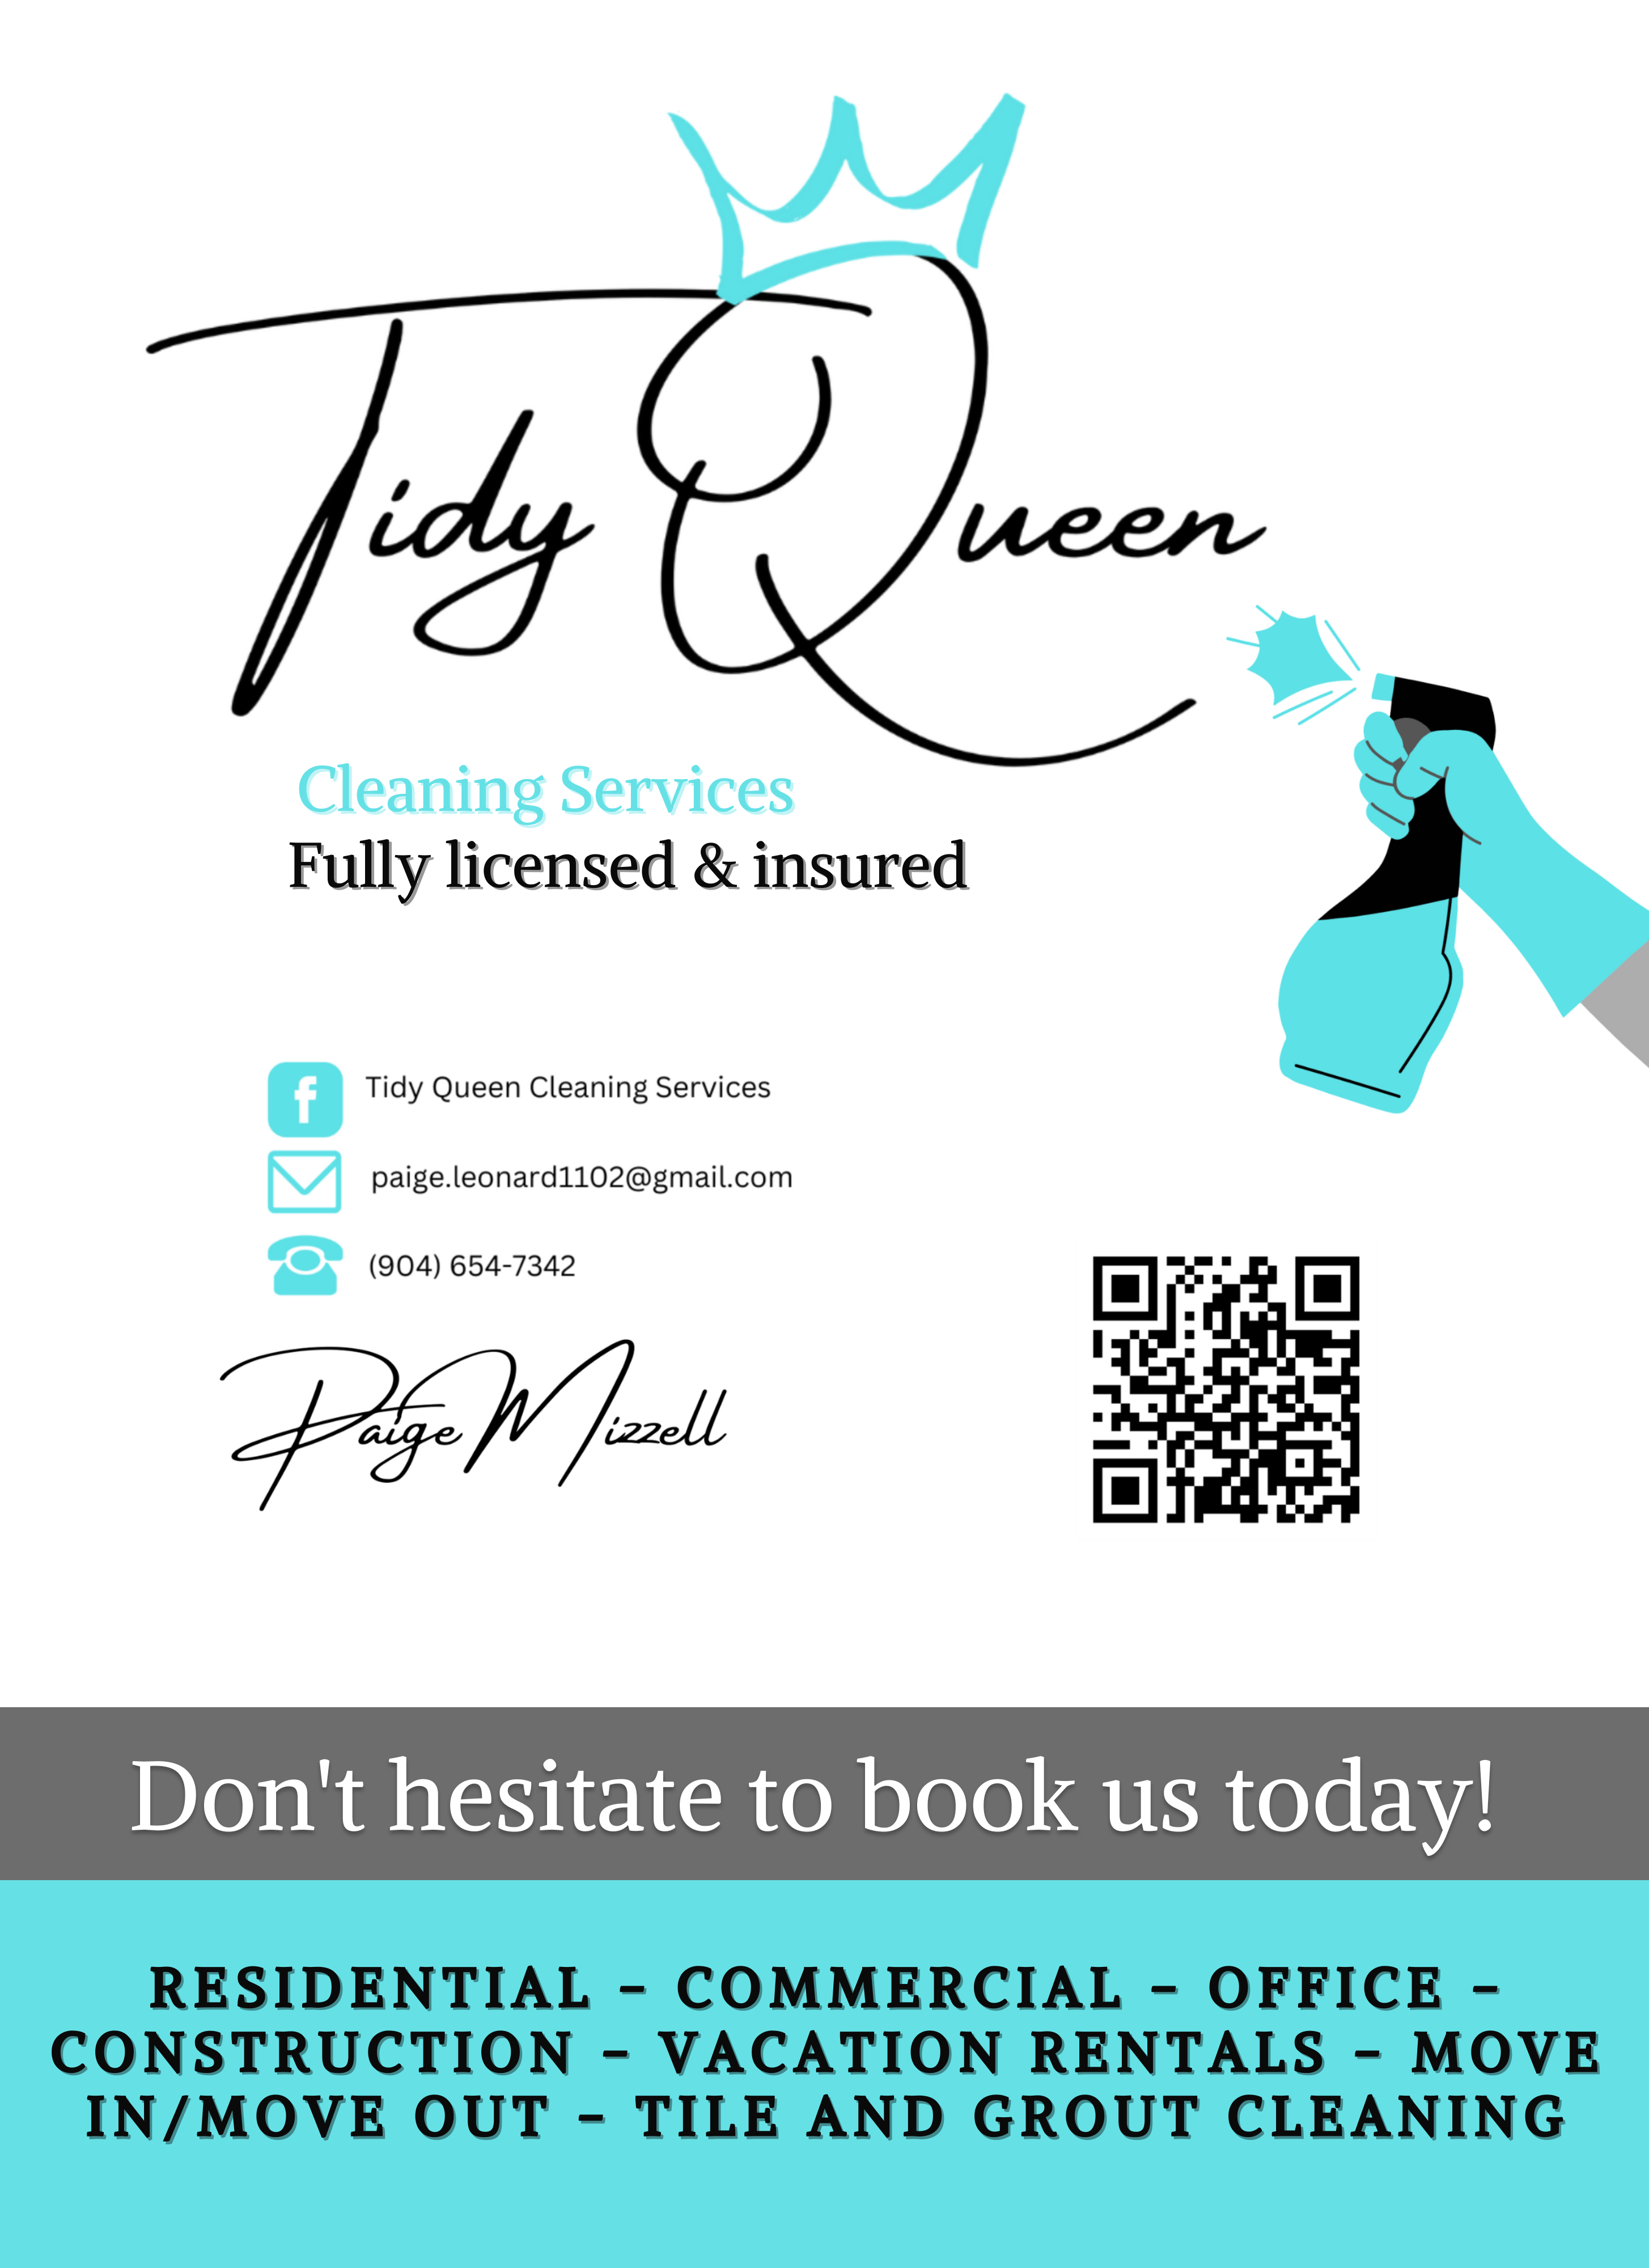 Tidy Queen
Cleaning Services
Fully licensed & insured
Tidy Queen Cleaning Services
paige.leonard1102@gmail.com
(904) 654-7342
Paige Mizzell
Don't hesitate to book us today!
RESIDENTIAL – COMMERCIAL – OFFICE –
CONSTRUCTION – VACATION RENTALS – MOVE
IN/MOVE OUT – TILE AND GROUT CLEANING